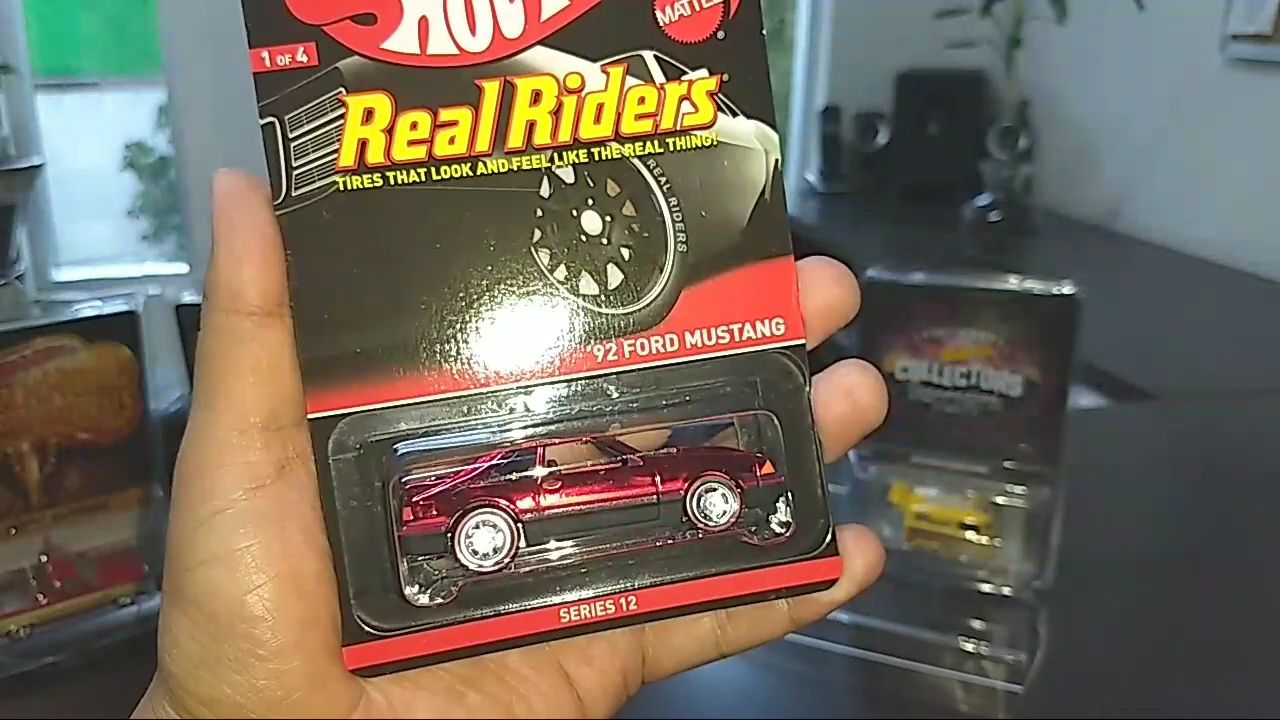 HOT
MATTEL
1 OF 4
Real Riders
TIRES THAT LOOK AND FEEL LIKE THE REAL THING!
REAL RIDERS
'92 FORD MUSTANG
SERIES 12
COLLECTORS